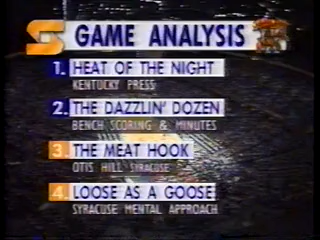 GAME ANALYSIS
1. HEAT OF THE NIGHT
KENTUCKY PRESS
2. THE DAZZLIN' DOZEN
BENCH SCORING & MINUTES
3. THE MEAT HOOK
OTIS HILL SYRACUSE
4. LOOSE AS A GOOSE
SYRACUSE MENTAL APPROACH